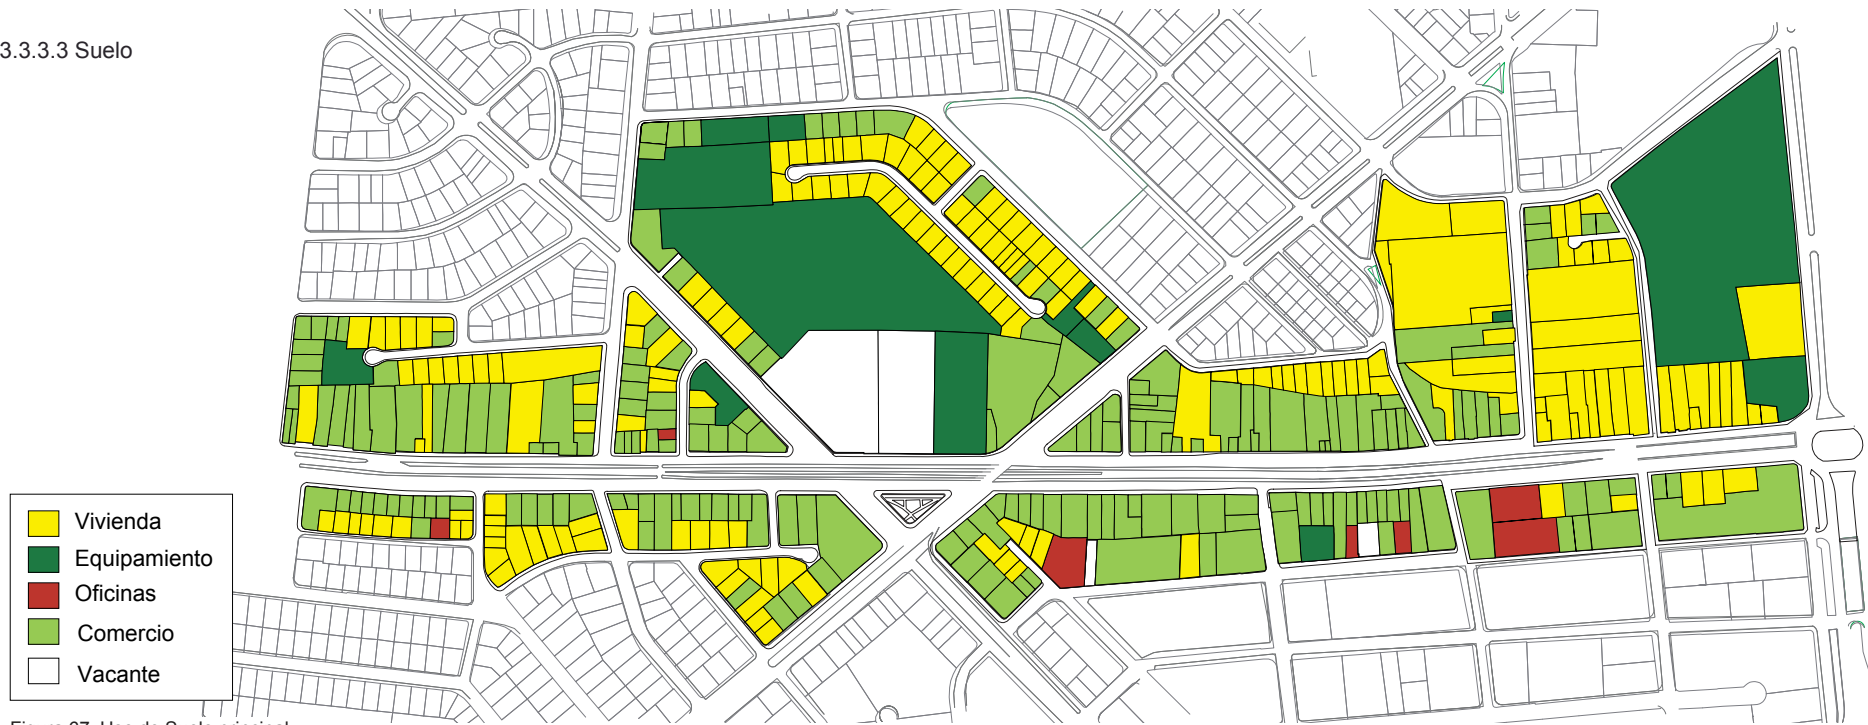 3.3.3.3 Suelo
Vivienda
Equipamiento
Oficinas
Comercio
Vacante